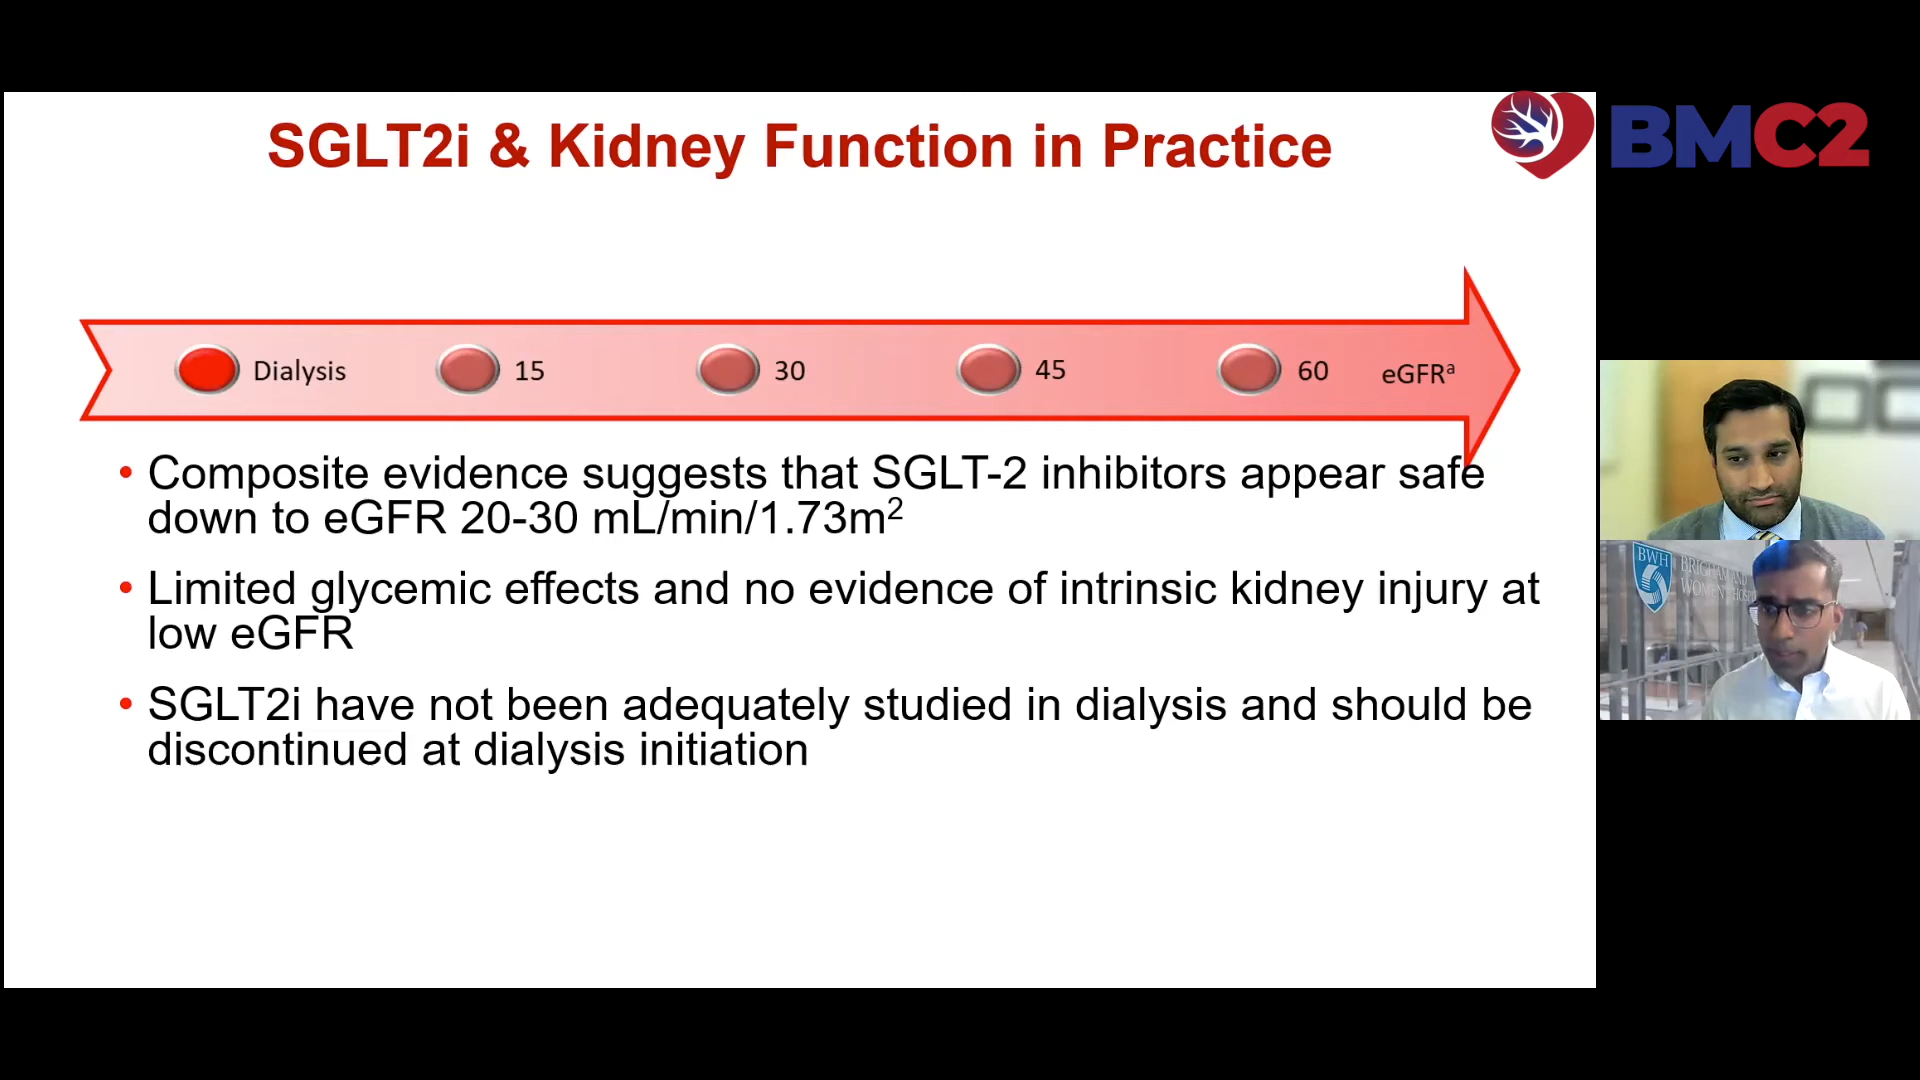 SGLT2i & Kidney Function in Practice
BMC2
Dialysis 15 30 45 60 eGFRᵃ
• Composite evidence suggests that SGLT-2 inhibitors appear safe
down to eGFR 20-30 mL/min/1.73m²
• Limited glycemic effects and no evidence of intrinsic kidney injury at
low eGFR
• SGLT2i have not been adequately studied in dialysis and should be
discontinued at dialysis initiation
BWH